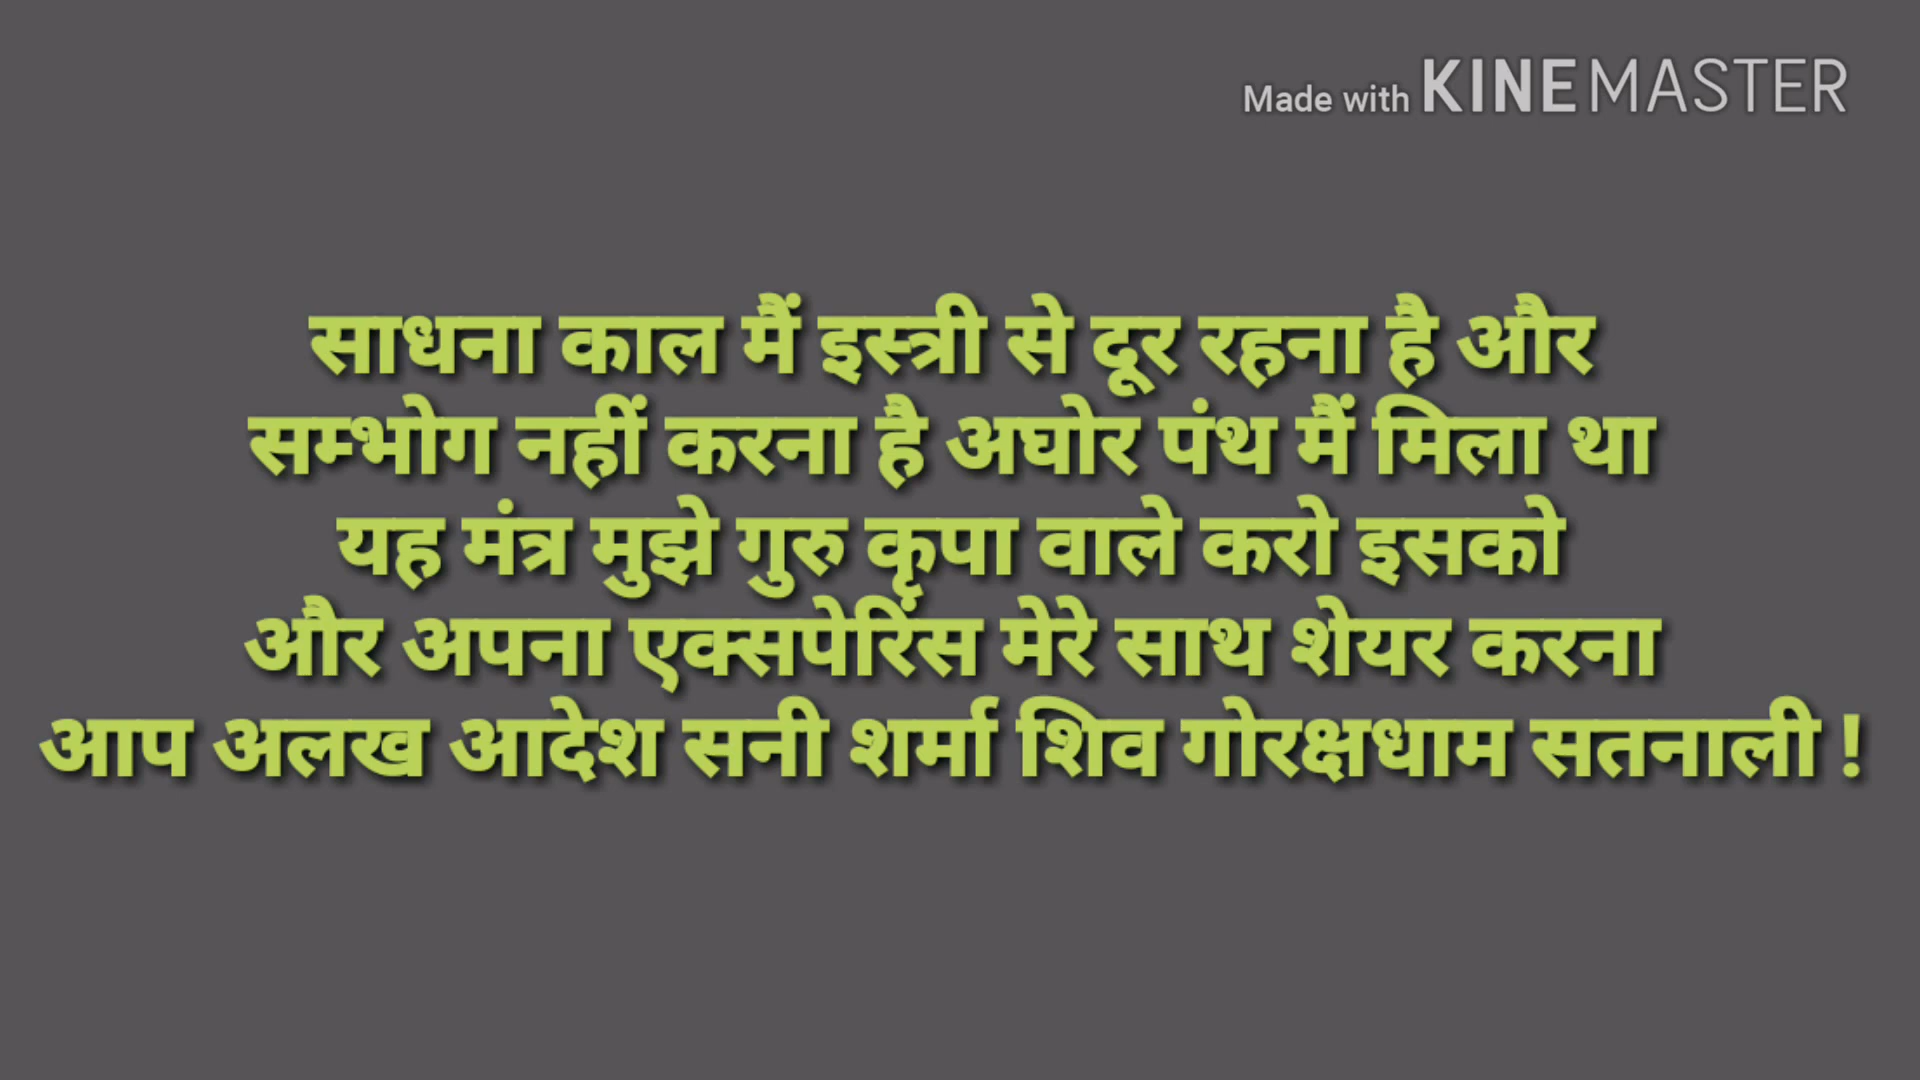 Made with KINEMASTER
साधना काल मैं इस्त्री से दूर रहना है और
सम्भोग नहीं करना है अघोर पंथ मैं मिला था
यह मंत्र मुझे गुरु कृपा वाले करो इसको
और अपना एक्सपेरिंस मेरे साथ शेयर करना
आप अलख आदेश सनी शर्मा शिव गोरक्षधाम सतनाली !